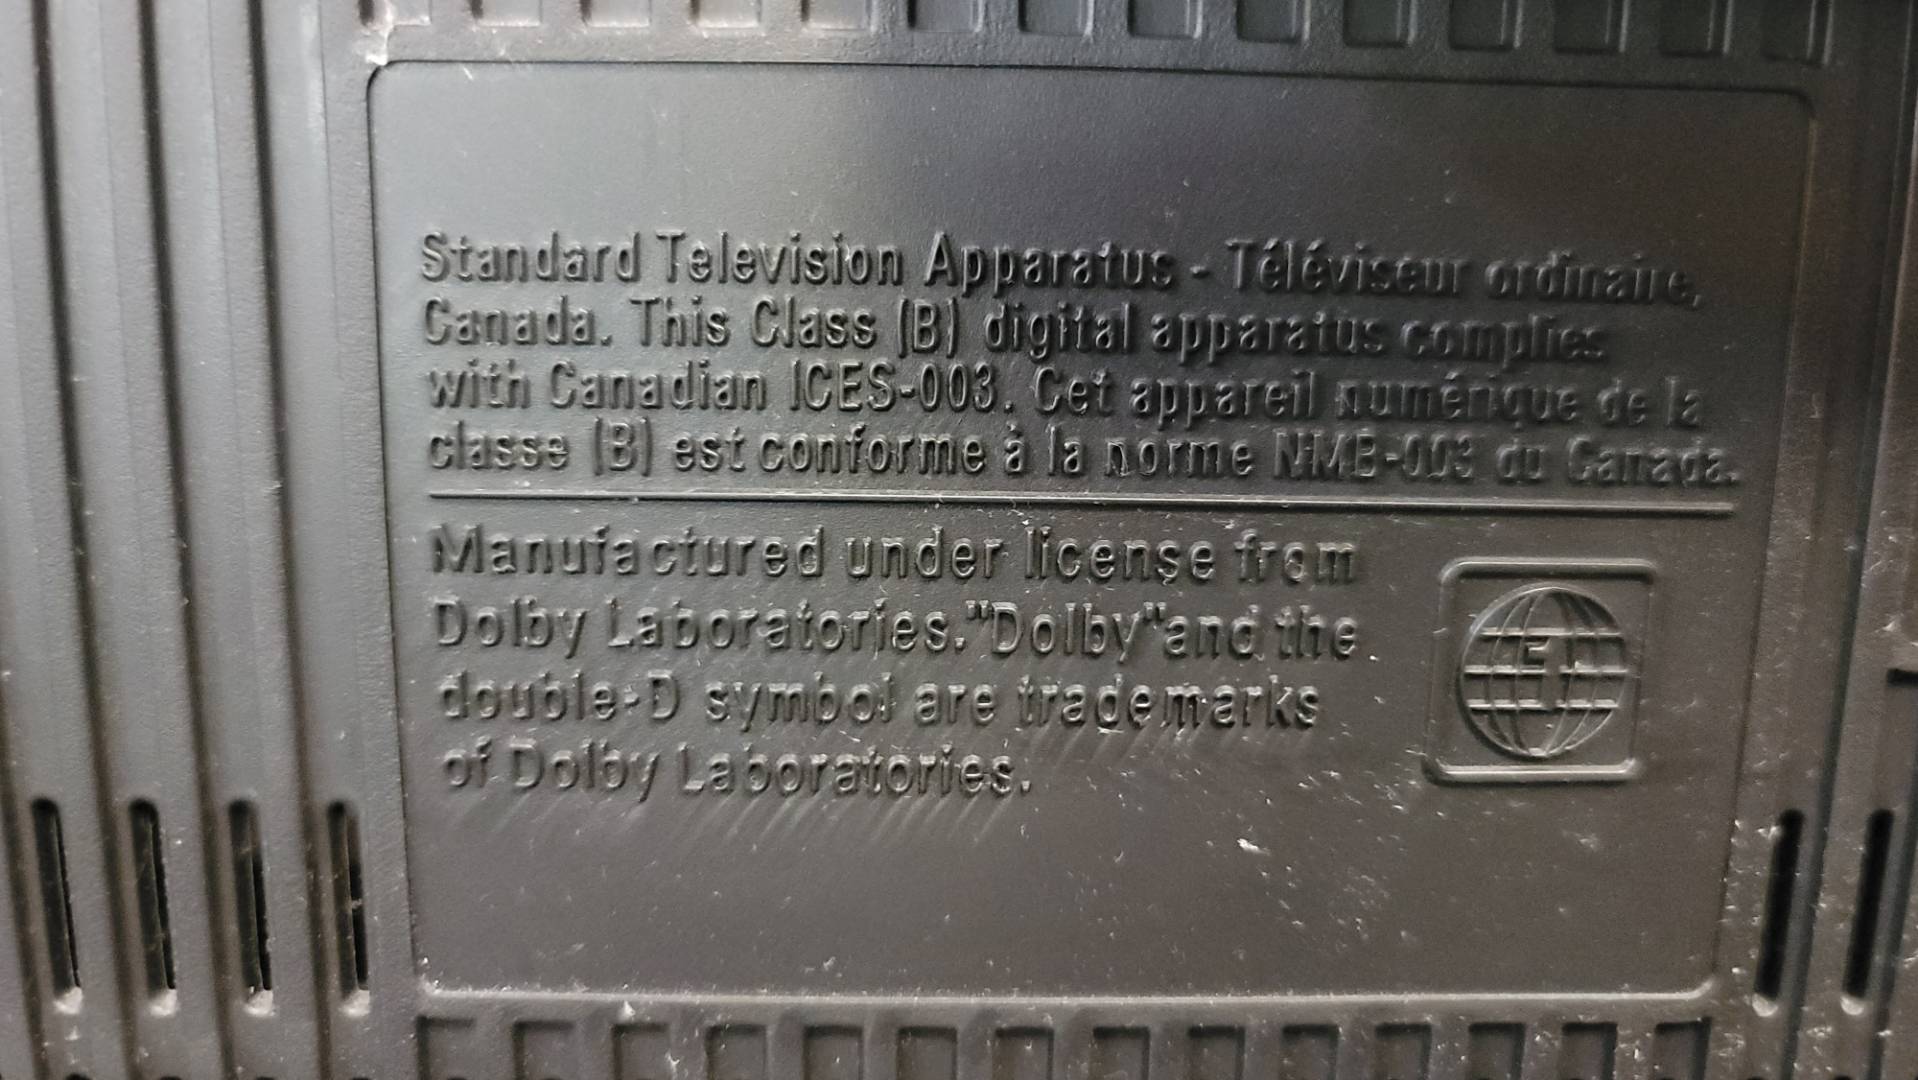 Standard Television Apparatus - Téléviseur ordinaire,
Canada. This Class (B) digital apparatus complies
with Canadian ICES-003. Cet appareil numérique de la
classe (B) est conforme à la norme NMB-003 du Canada.
Manufactured under license from
Dolby Laboratories."Dolby"and the
double-D symbol are trademarks
of Dolby Laboratories.